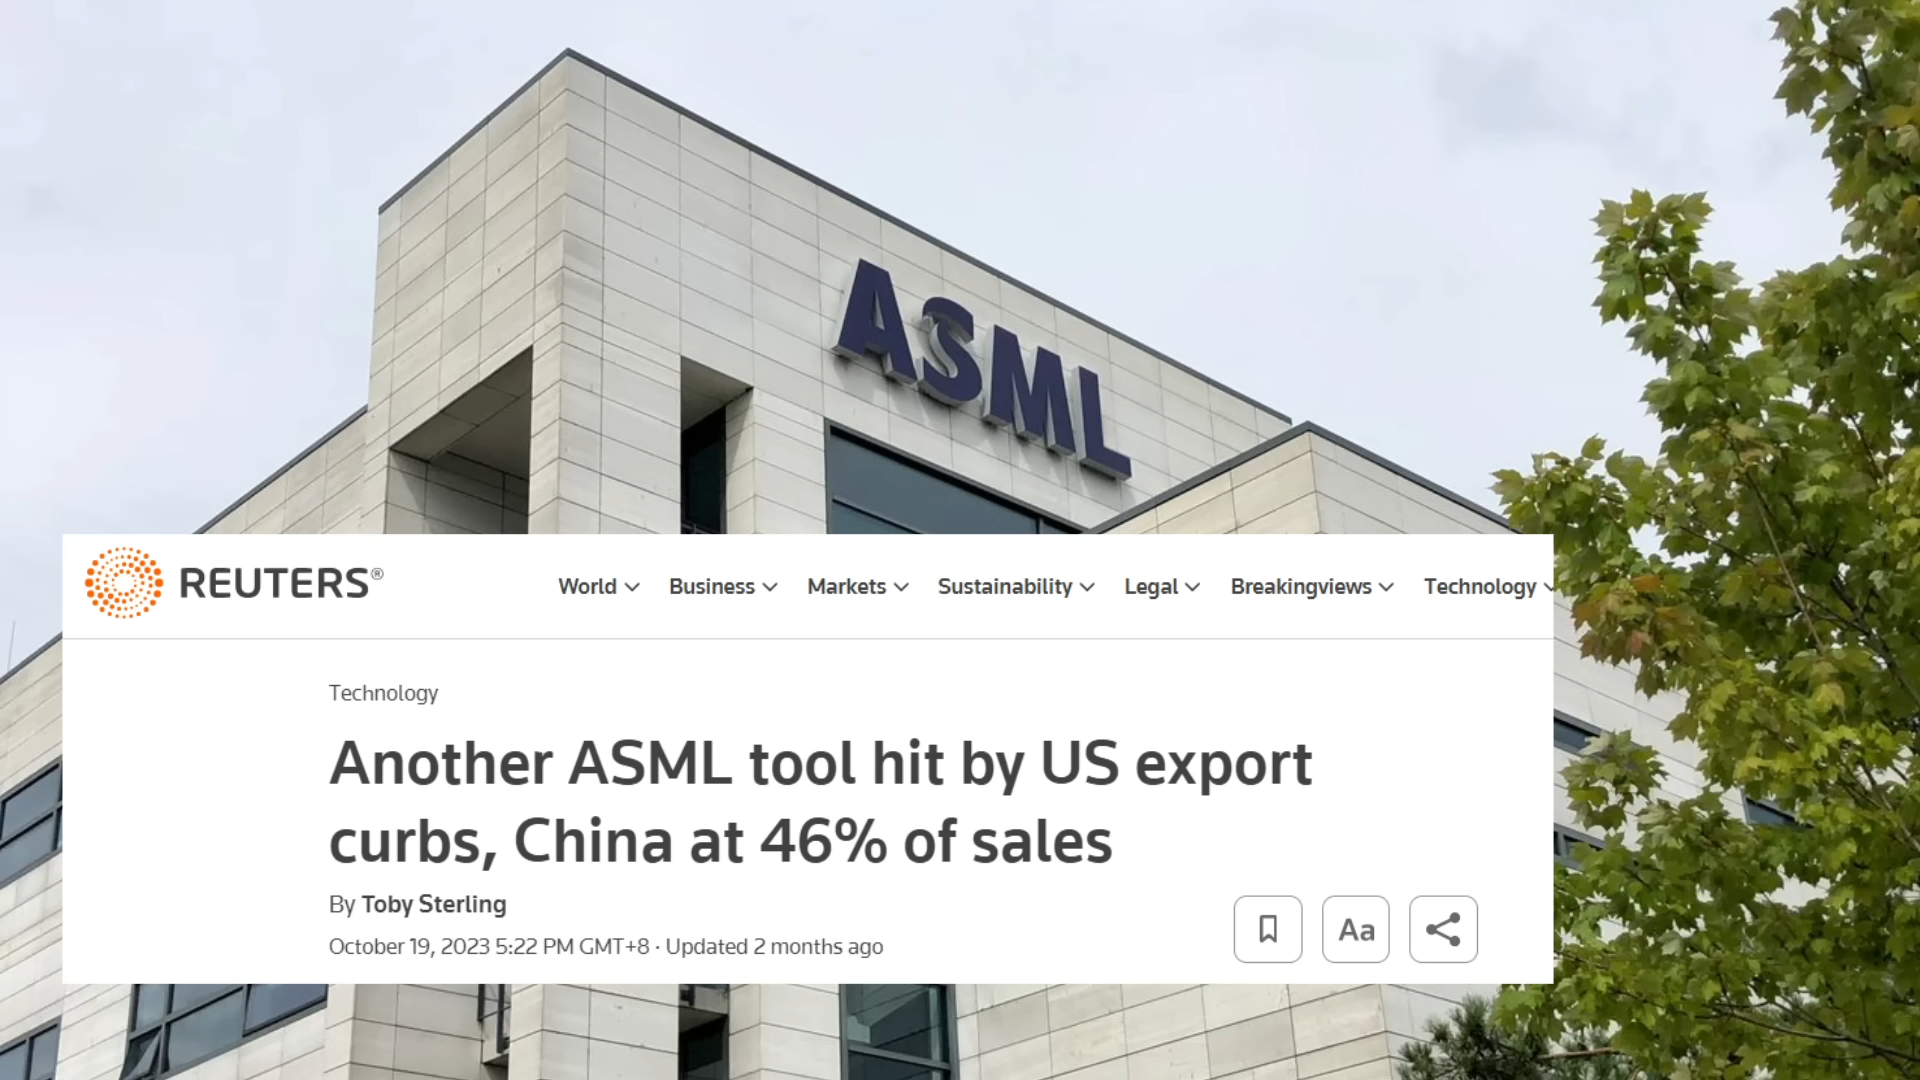 ASML
REUTERS®
World Business Markets Sustainability Legal Breakingviews Technology
Technology
Another ASML tool hit by US export
curbs, China at 46% of sales
By Toby Sterling
October 19, 2023 5:22 PM GMT+8 · Updated 2 months ago
Aa